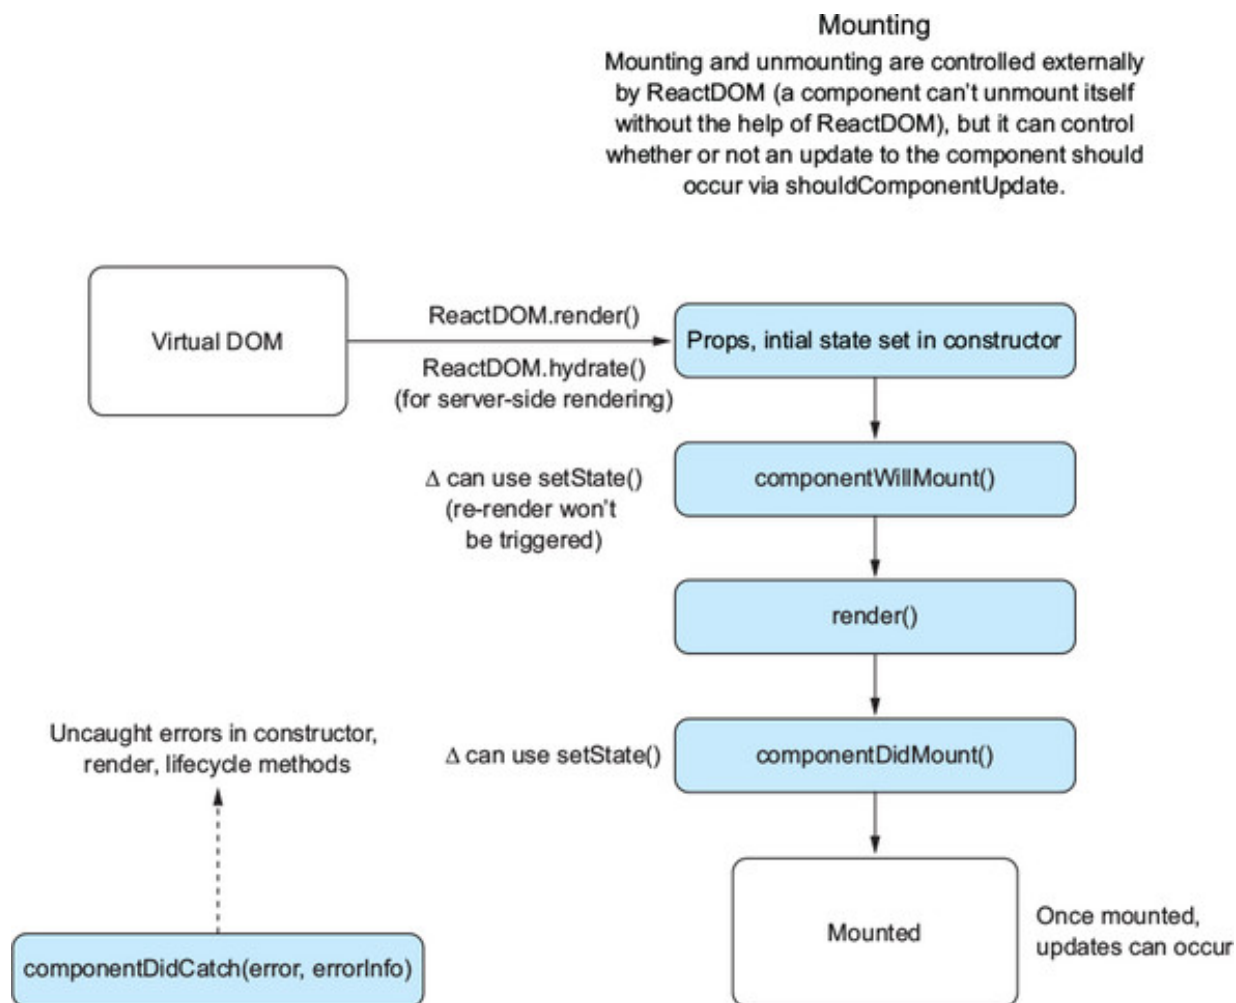 Mounting
Mounting and unmounting are controlled externally
by ReactDOM (a component can't unmount itself
without the help of ReactDOM), but it can control
whether or not an update to the component should
occur via shouldComponentUpdate.
Virtual DOM
ReactDOM.render()
ReactDOM.hydrate()
(for server-side rendering)
Props, intial state set in constructor
Δ can use setState()
(re-render won't
be triggered)
componentWillMount()
render()
Uncaught errors in constructor,
render, lifecycle methods
Δ can use setState()
componentDidMount()
componentDidCatch(error, errorInfo)
Mounted
Once mounted,
updates can occur